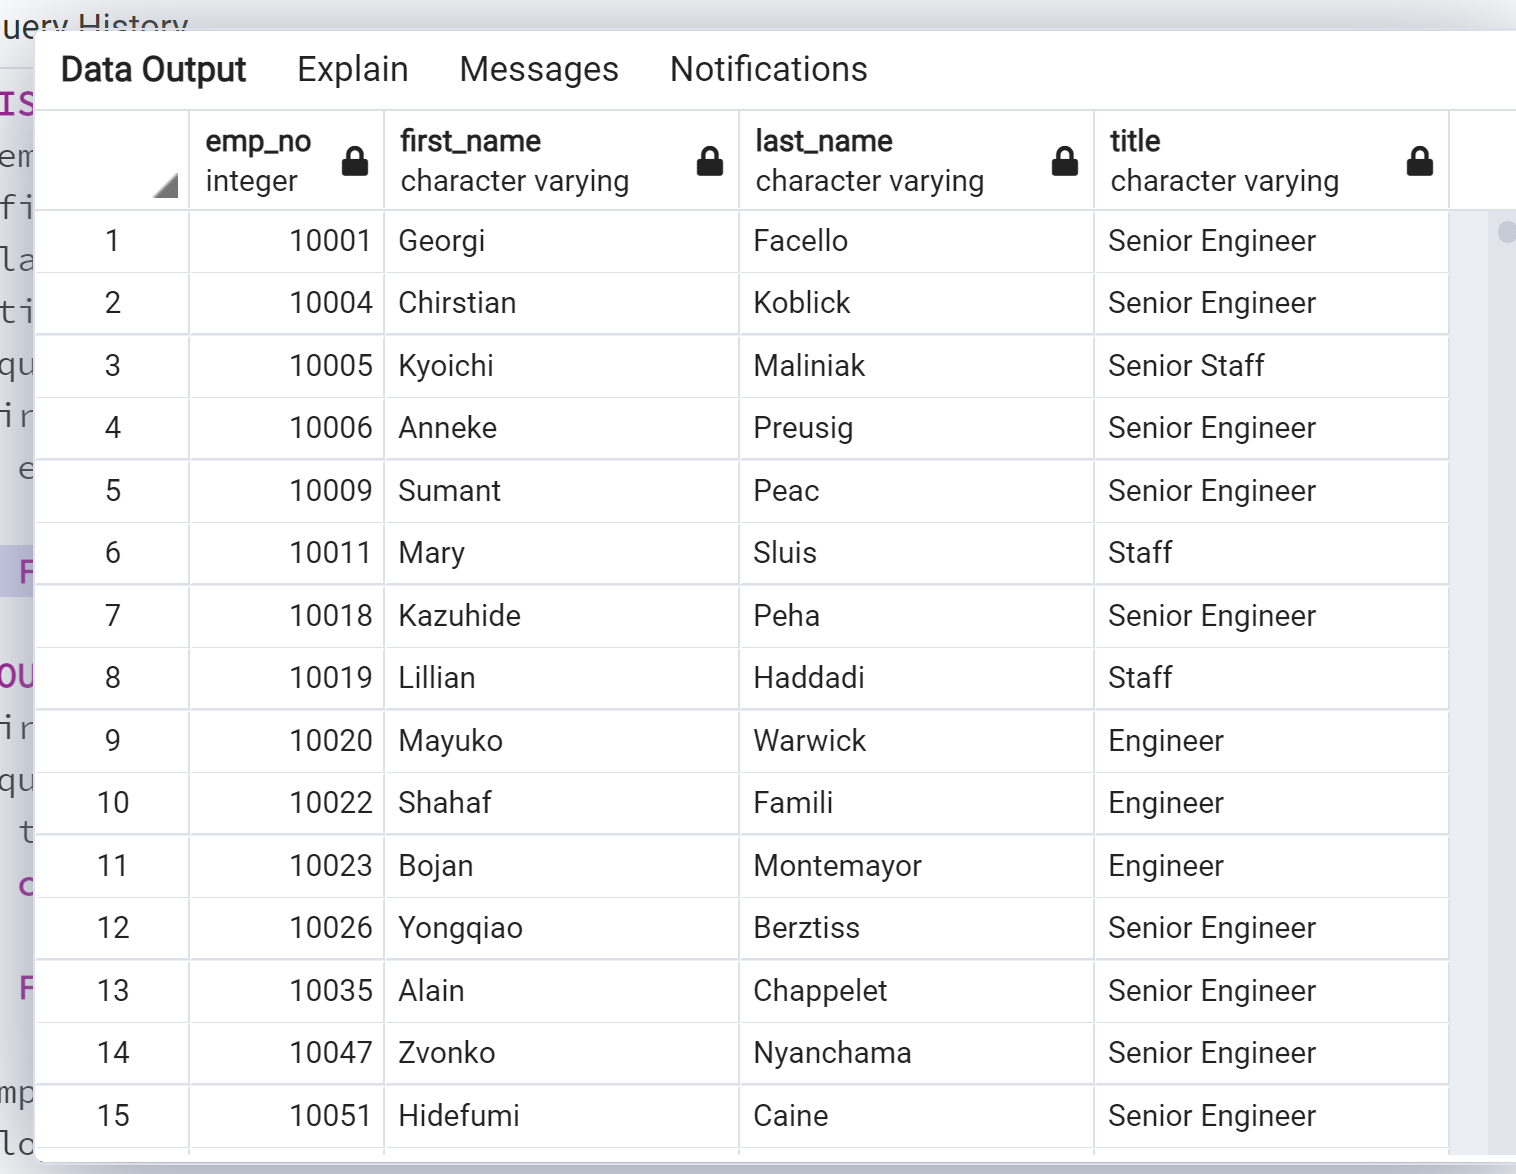 uery History
Data Output Explain Messages Notifications
emp_no first_name last_name title
integer character varying character varying character varying
1 10001 Georgi Facello Senior Engineer
2 10004 Chirstian Koblick Senior Engineer
3 10005 Kyoichi Maliniak Senior Staff
4 10006 Anneke Preusig Senior Engineer
5 10009 Sumant Peac Senior Engineer
6 10011 Mary Sluis Staff
7 10018 Kazuhide Peha Senior Engineer
8 10019 Lillian Haddadi Staff
9 10020 Mayuko Warwick Engineer
10 10022 Shahaf Famili Engineer
11 10023 Bojan Montemayor Engineer
12 10026 Yongqiao Berztiss Senior Engineer
13 10035 Alain Chappelet Senior Engineer
14 10047 Zvonko Nyanchama Senior Engineer
15 10051 Hidefumi Caine Senior Engineer